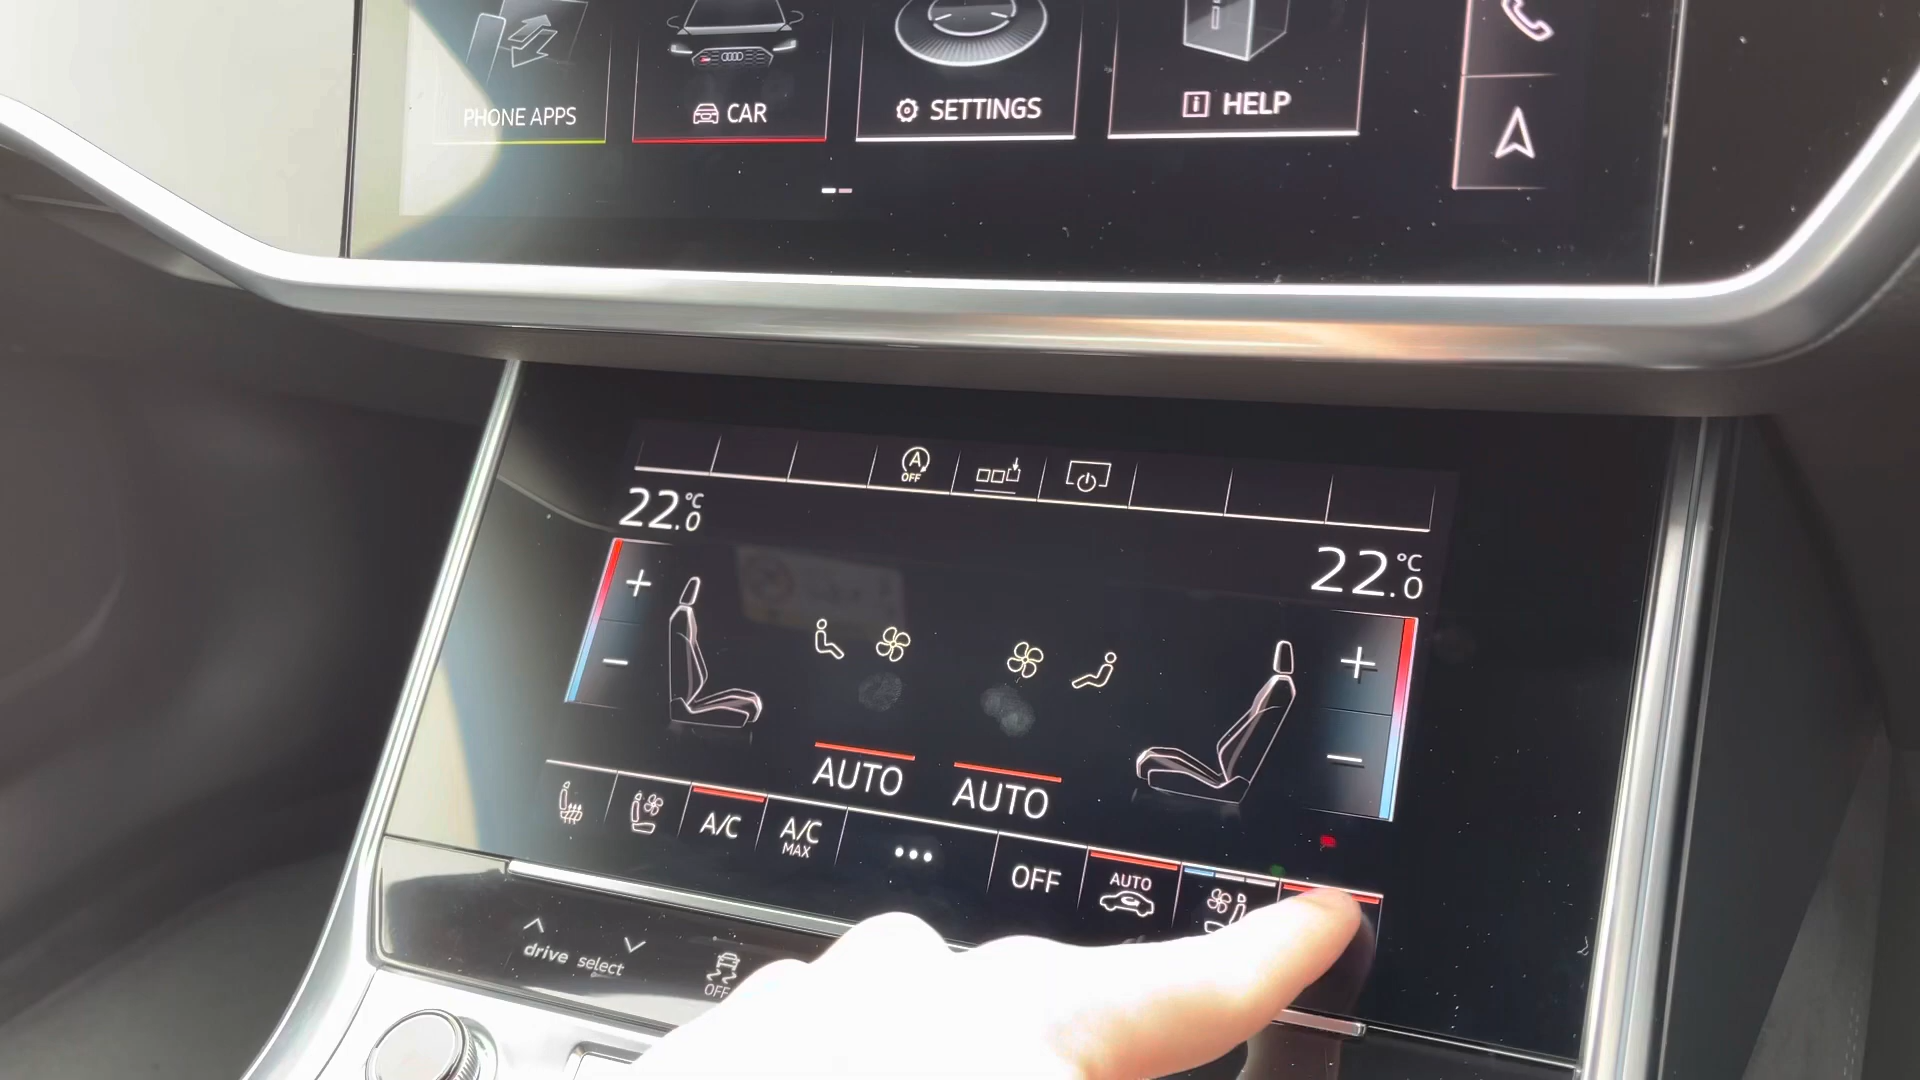 PHONE APPS
CAR
SETTINGS
HELP
A
OFF
22.0 °C
22.0 °C
AUTO
AUTO
A/C
A/C
MAX
OFF
AUTO
drive select
OFF